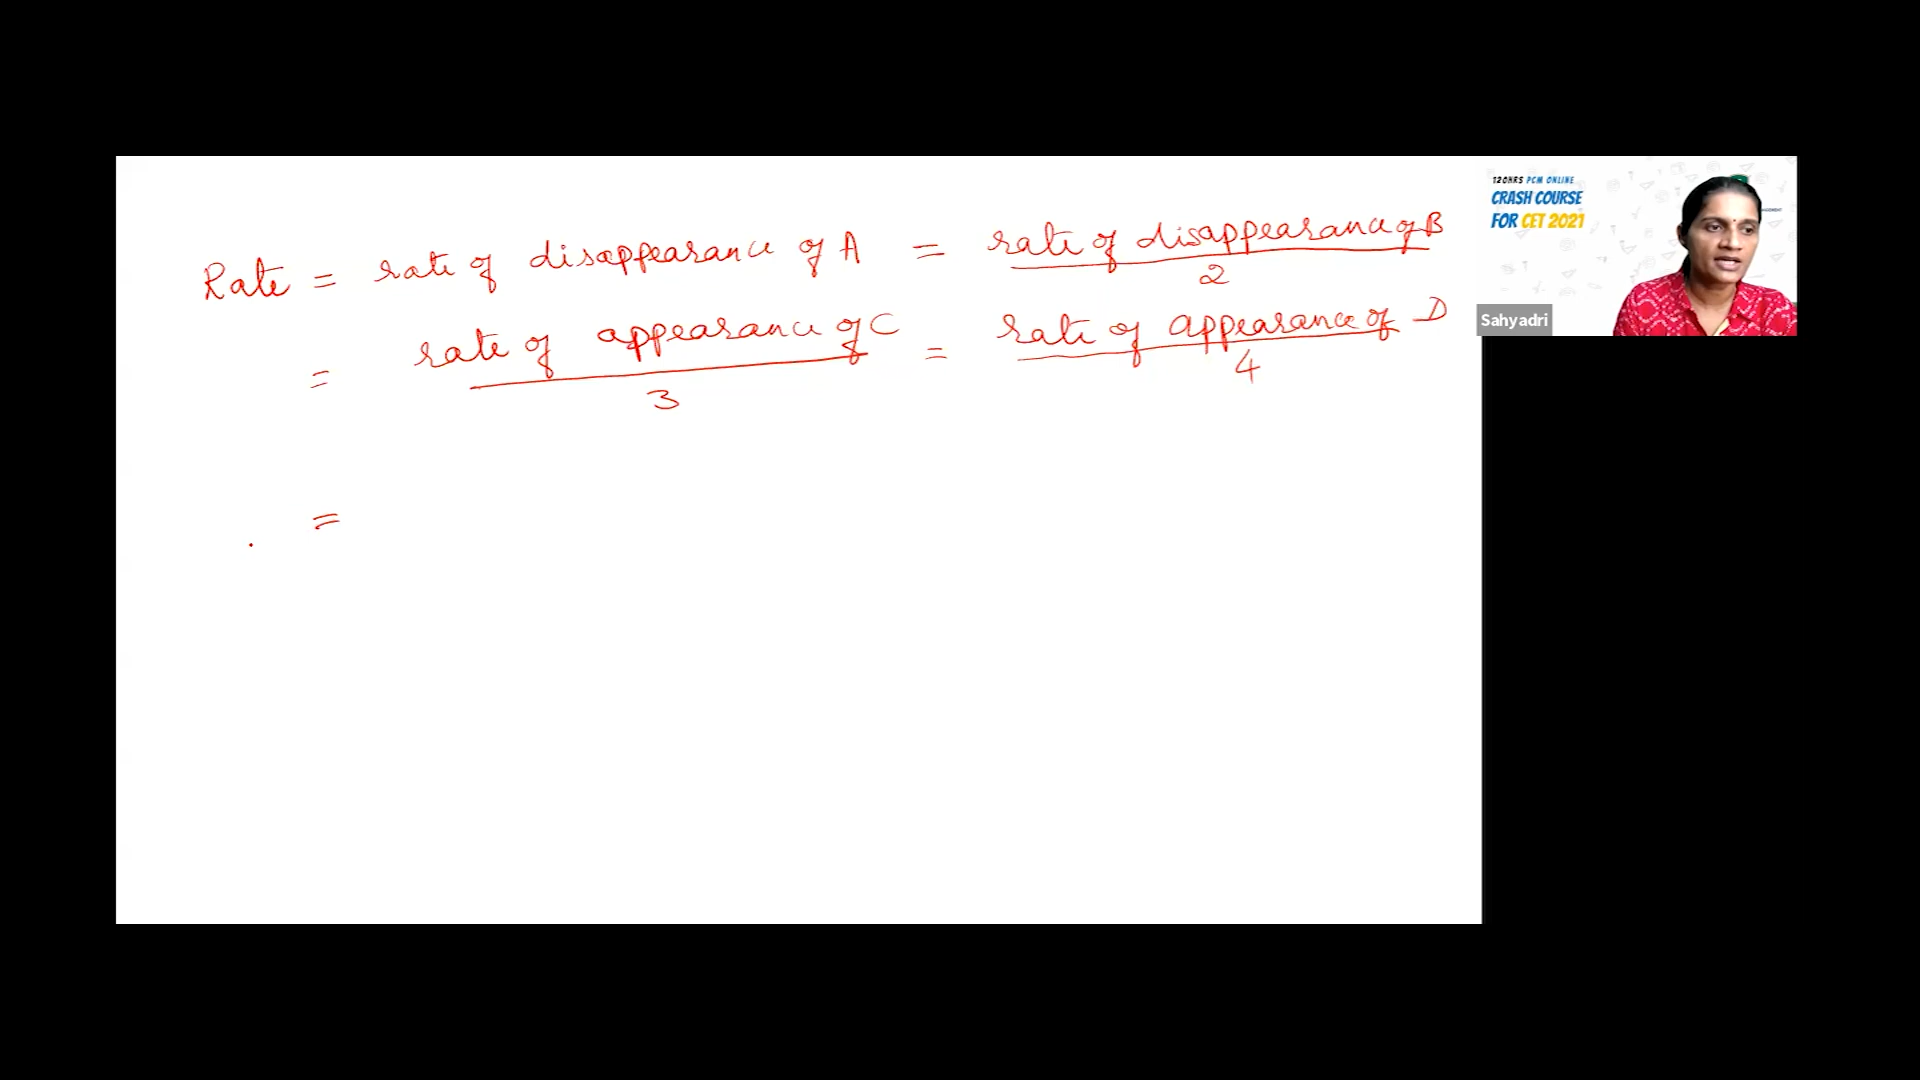 Rate = rate of disappearance of A = rate of disappearance of B / 2
= rate of appearance of C / 3 = rate of appearance of D / 4
=
120HRS PCM ONLINE
CRASH COURSE
FOR CET 2021
Sahyadri